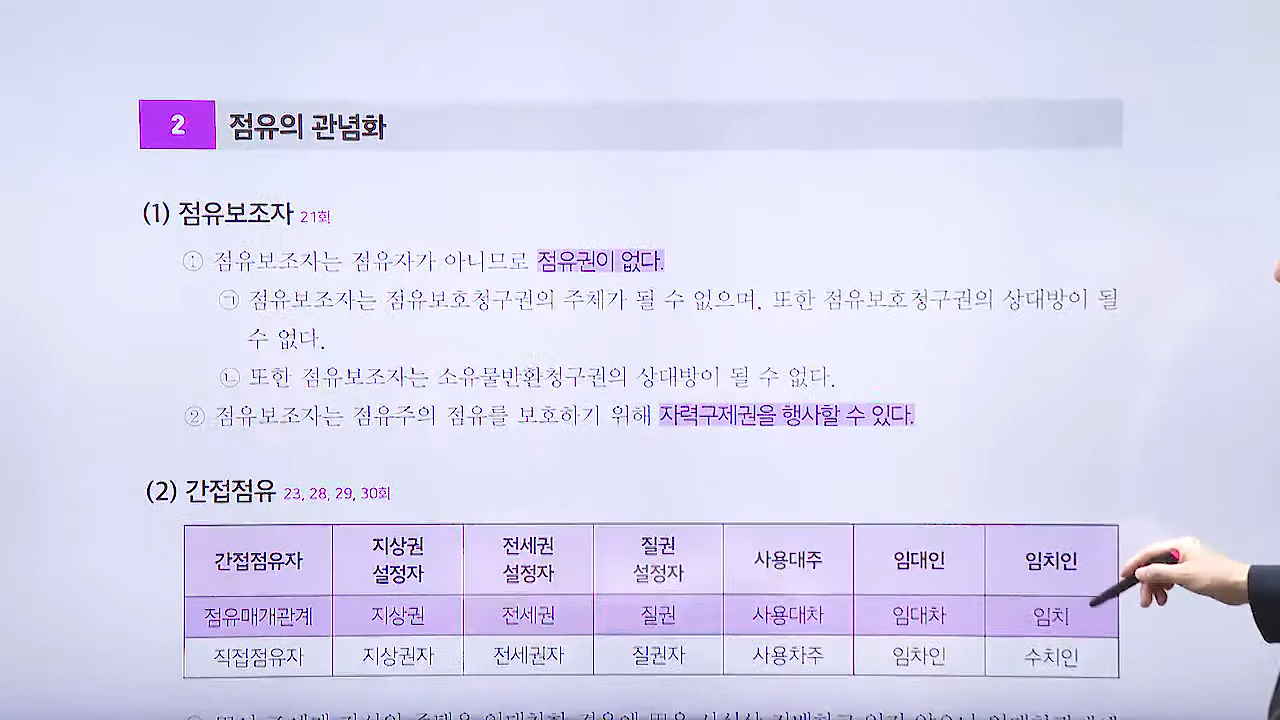 2 점유의 관념화
(1) 점유보조자 21회
① 점유보조자는 점유자가 아니므로 점유권이 없다.
㉠ 점유보조자는 점유보호청구권의 주체가 될 수 없으며, 또한 점유보호청구권의 상대방이 될
수 없다.
㉡ 또한 점유보조자는 소유물반환청구권의 상대방이 될 수 없다.
② 점유보조자는 점유주의 점유를 보호하기 위해 자력구제권을 행사할 수 있다.
(2) 간접점유 23, 28, 29, 30회
간접점유자 지상권 설정자 전세권 설정자 질권 설정자 사용대주 임대인 임치인
점유매개관계 지상권 전세권 질권 사용대차 임대차 임치
직접점유자 지상권자 전세권자 질권자 사용차주 임차인 수치인